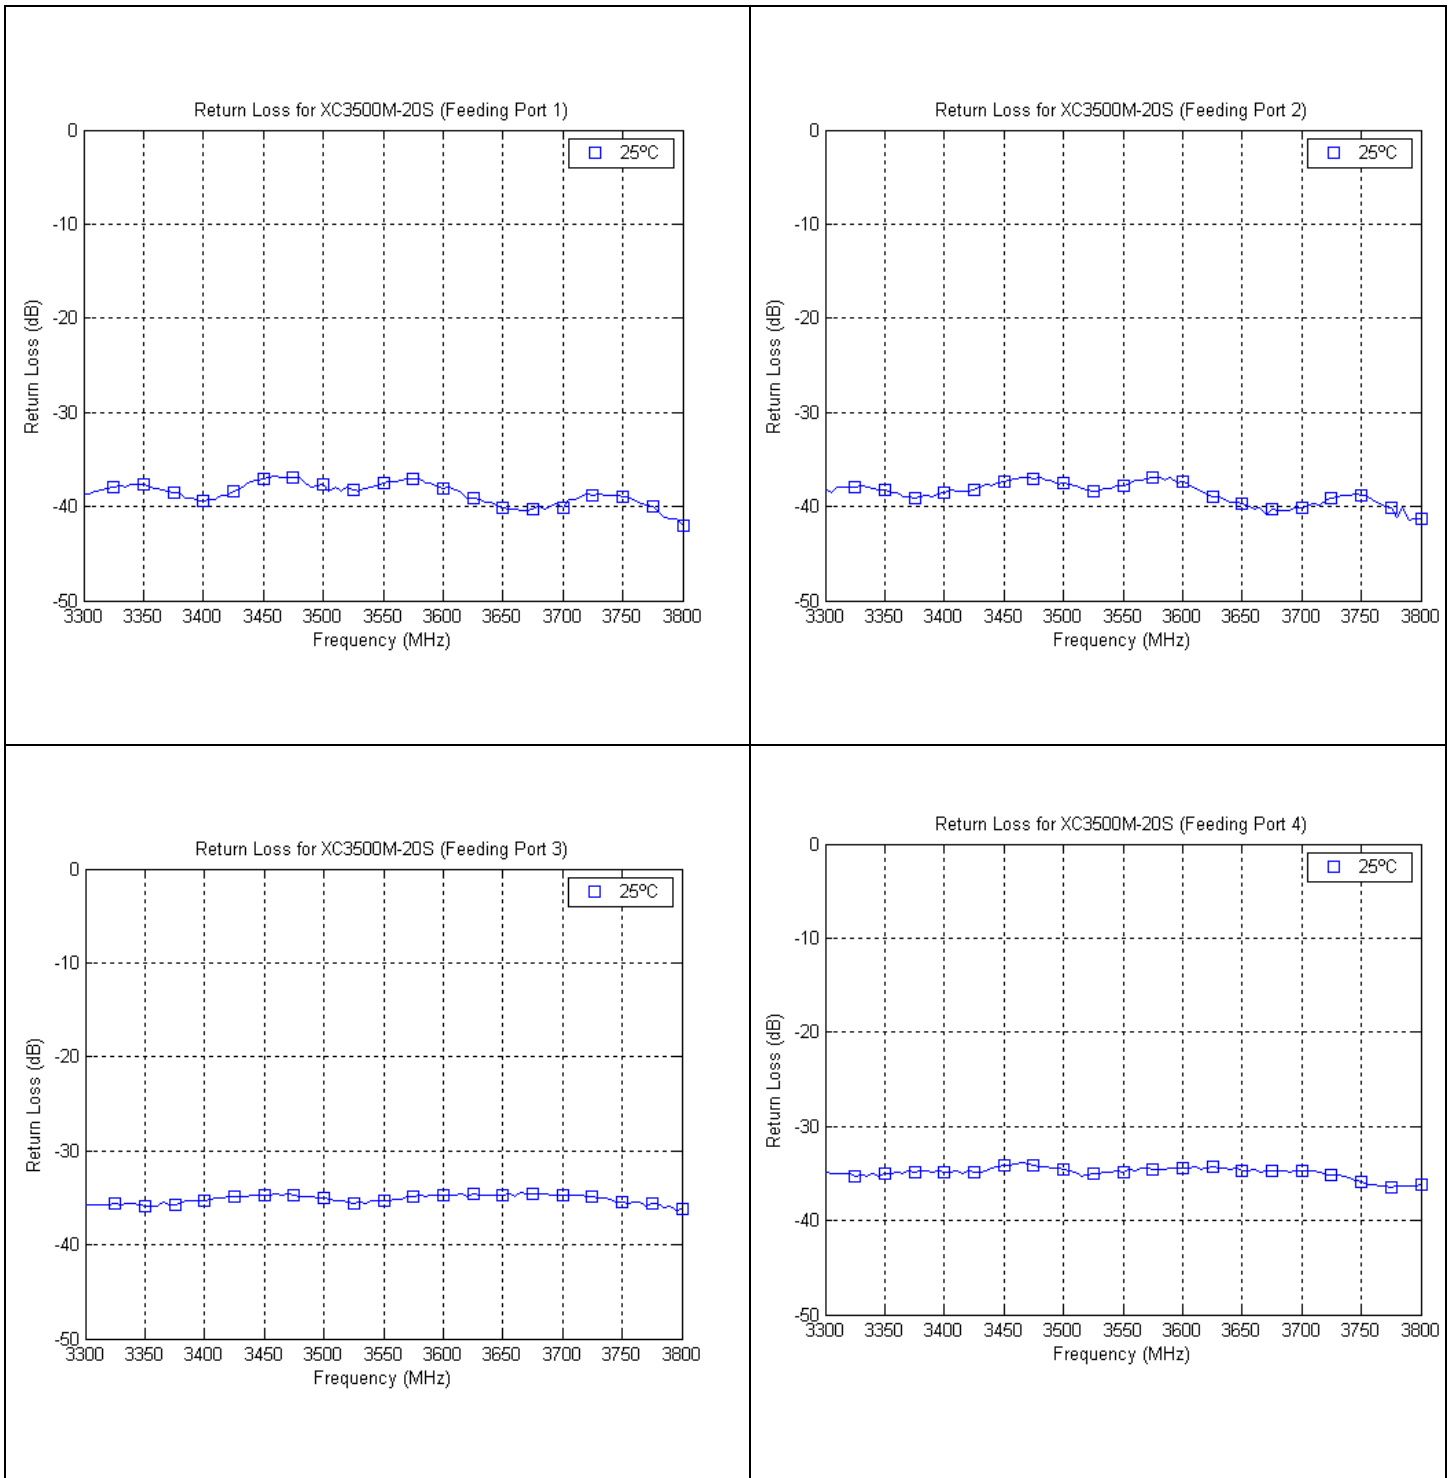 Return Loss for XC3500M-20S (Feeding Port 1)
25ºC
0
-10
-20
-30
-40
-50
Return Loss (dB)
3300 3350 3400 3450 3500 3550 3600 3650 3700 3750 3800
Frequency (MHz)
Return Loss for XC3500M-20S (Feeding Port 2)
25ºC
0
-10
-20
-30
-40
-50
Return Loss (dB)
3300 3350 3400 3450 3500 3550 3600 3650 3700 3750 3800
Frequency (MHz)
Return Loss for XC3500M-20S (Feeding Port 3)
25ºC
0
-10
-20
-30
-40
-50
Return Loss (dB)
3300 3350 3400 3450 3500 3550 3600 3650 3700 3750 3800
Frequency (MHz)
Return Loss for XC3500M-20S (Feeding Port 4)
25ºC
0
-10
-20
-30
-40
-50
Return Loss (dB)
3300 3350 3400 3450 3500 3550 3600 3650 3700 3750 3800
Frequency (MHz)